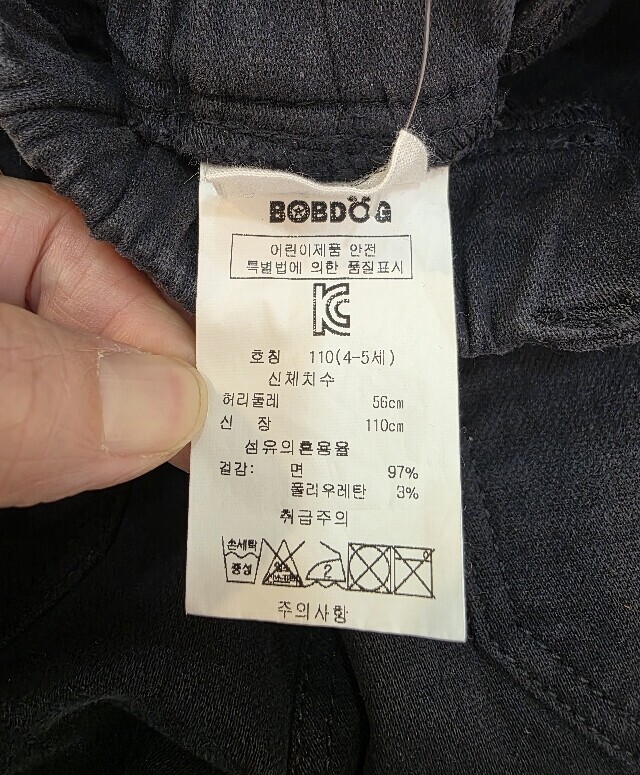 BOBDOG
어린이제품 안전
특별법에 의한 품질표시
KC
호칭 110(4-5세)
신체치수
허리둘레 56cm
신 장 110cm
섬유의혼용율
겉감: 면 97%
폴리우레탄 3%
취급주의
손세탁
중성
?
주의사항